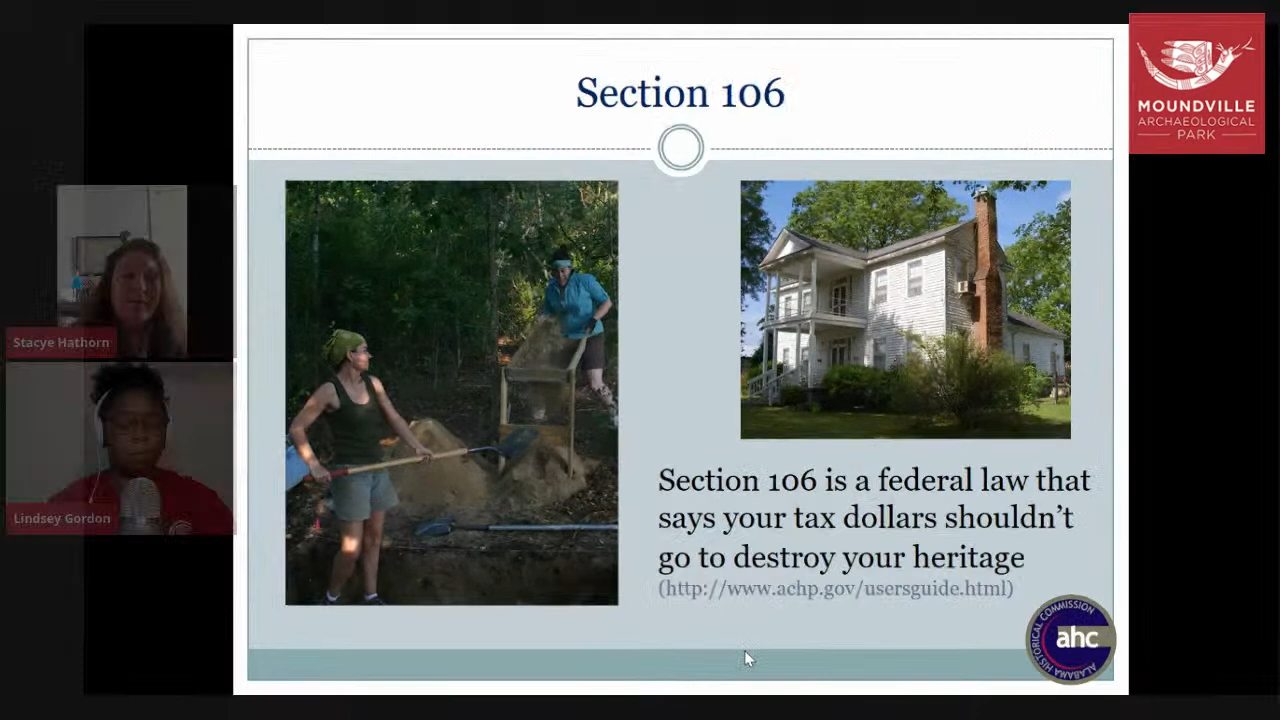 Section 106
MOUNDVILLE
ARCHAEOLOGICAL
PARK
Stacye Hathorn
Lindsey Gordon
Section 106 is a federal law that
says your tax dollars shouldn't
go to destroy your heritage
(http://www.achp.gov/usersguide.html)
ALABAMA HISTORICAL COMMISSION
ahc